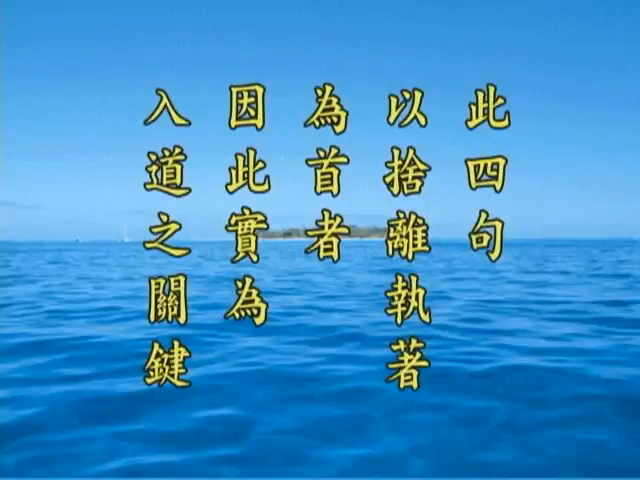 此四句
以捨離執著
為首者
因此實為
入道之關鍵